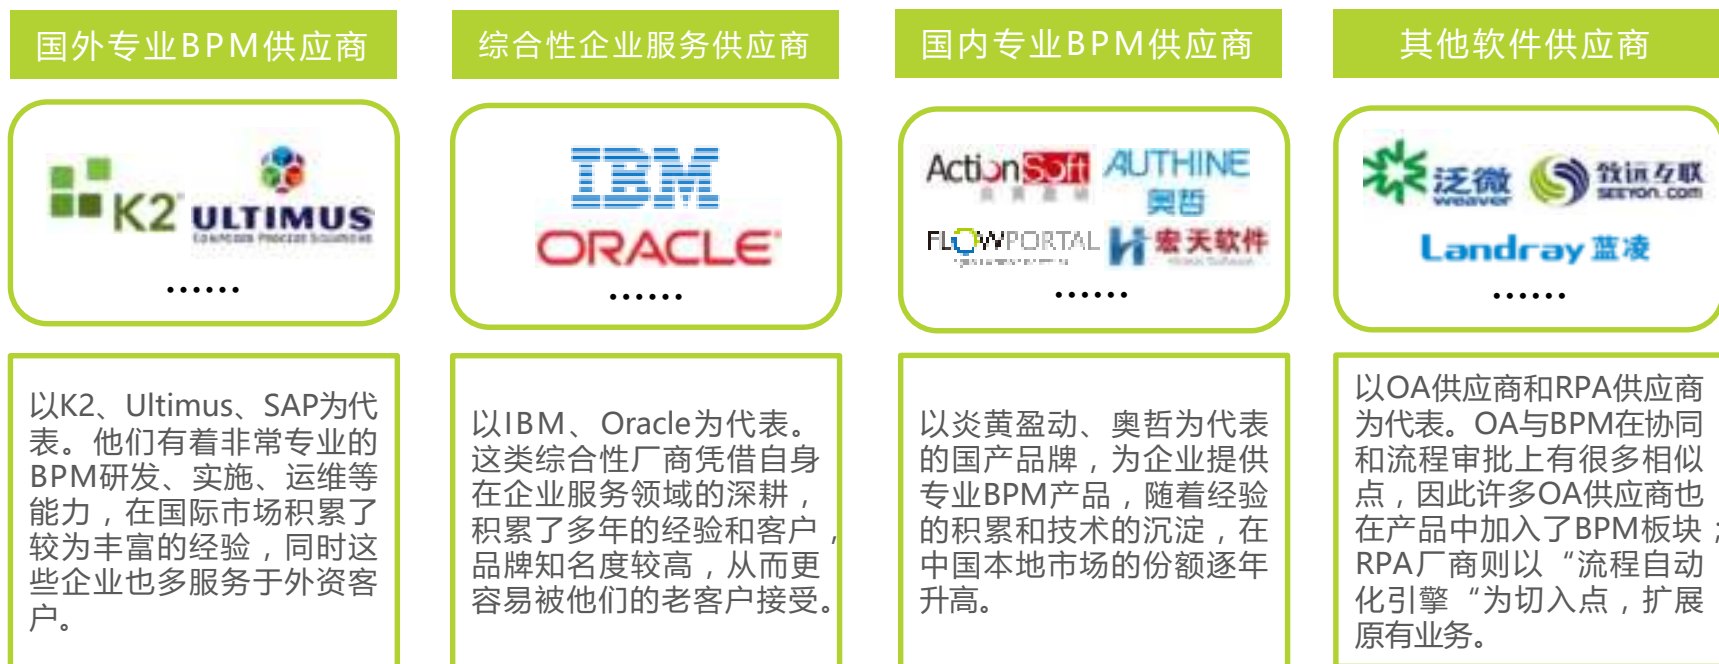 国外专业BPM供应商
K2
ULTIMUS
......
以K2、Ultimus、SAP为代
表。他们有着非常专业的
BPM研发、实施、运维等
能力，在国际市场积累了
较为丰富的经验，同时这
些企业也多服务于外资客
户。
综合性企业服务供应商
IBM
ORACLE
......
以IBM、Oracle为代表。
这类综合性厂商凭借自身
在企业服务领域的深耕，
积累了多年的经验和客户，
品牌知名度较高，从而更
容易被他们的老客户接受。
国内专业BPM供应商
ActionSoft
AUTHINE
奥哲
FLOWPORTAL
宏天软件
......
以炎黄盈动、奥哲为代表
的国产品牌，为企业提供
专业BPM产品，随着经验
的积累和技术的沉淀，在
中国本地市场的份额逐年
升高。
其他软件供应商
泛微
weaver
致远互联
SEEYON.COM
Landray 蓝凌
......
以OA供应商和RPA供应商
为代表。OA与BPM在协同
和流程审批上有很多相似
点，因此许多OA供应商也
在产品中加入了BPM板块；
RPA厂商则以“流程自动
化引擎“为切入点，扩展
原有业务。